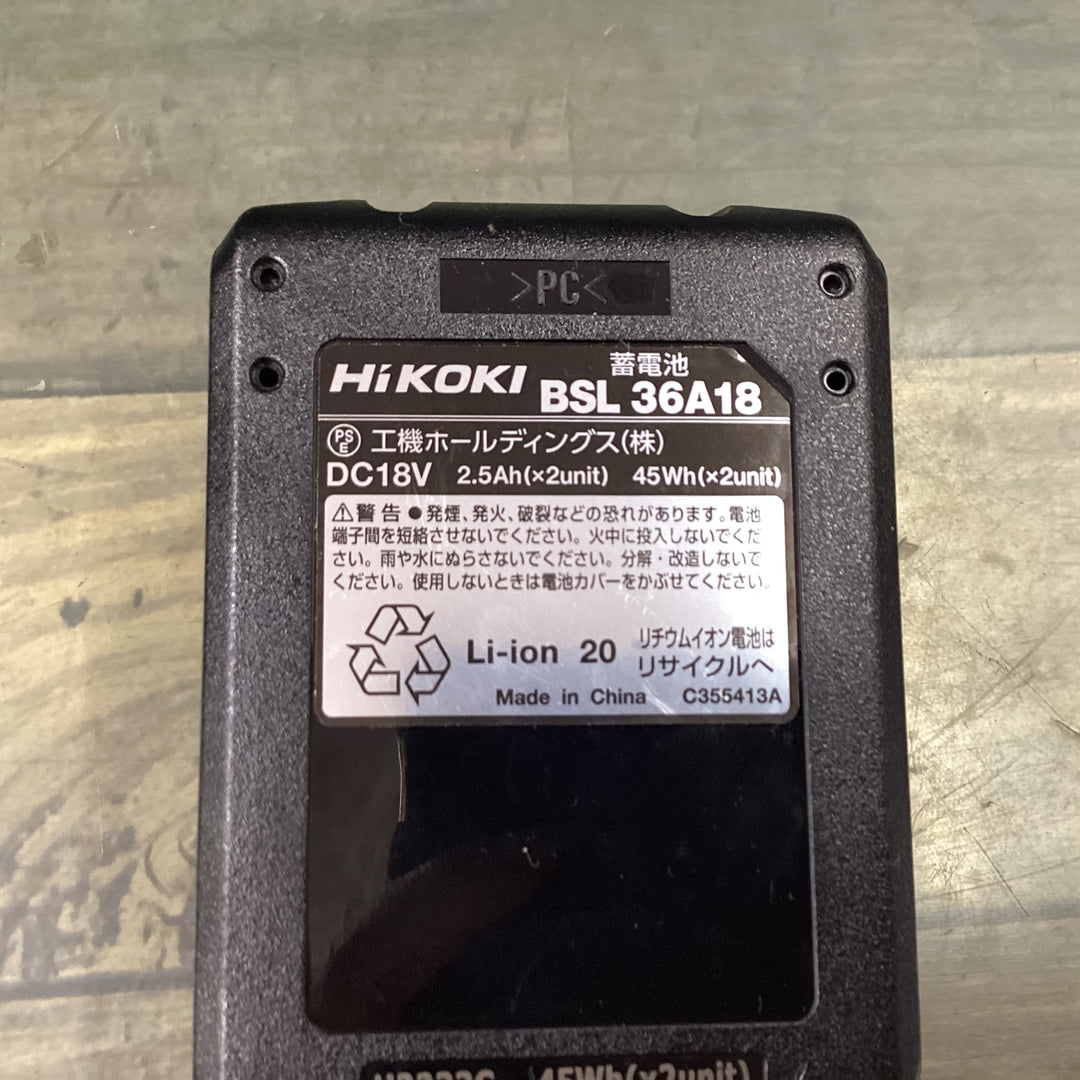 >PC<
HiKOKI
蓄電池
BSL 36A18
PSE 工機ホールディングス(株)
DC18V 2.5Ah(×2unit) 45Wh(×2unit)
⚠警告 ●発煙、発火、破裂などの恐れがあります。電池
端子間を短絡させないでください。火中に投入しないでくだ
さい。雨や水にぬらさないでください。分解・改造しないで
ください。使用しないときは電池カバーをかぶせてください。
Li-ion 20
リチウムイオン電池は
リサイクルへ
Made in China C355413A
45Wh(×2unit)